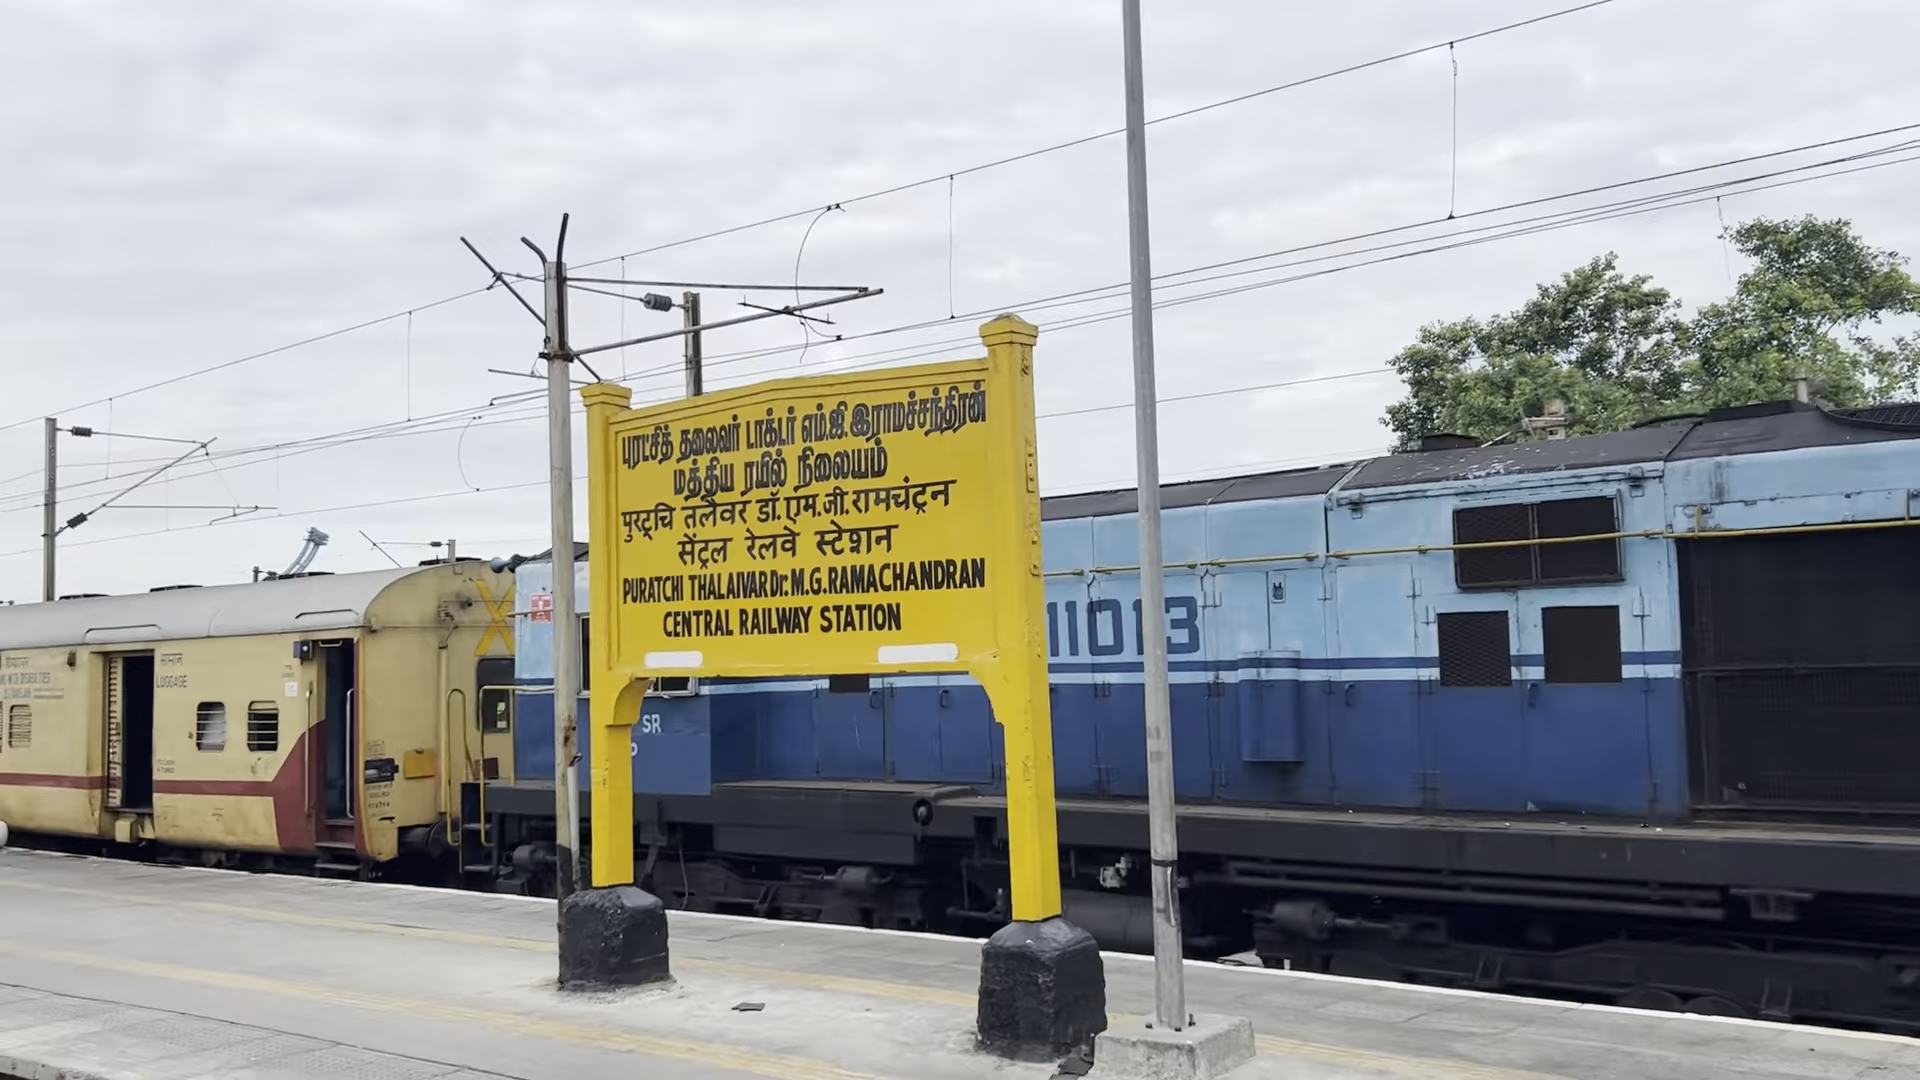 புரட்சித் தலைவர் டாக்டர் எம்.ஜி.இராமச்சந்திரன்
மத்திய ரயில் நிலையம்
पुरट्चि तलैवर डॉ.एम.जी.रामचंट्रन
सेंट्रल रेलवे स्टेशन
PURATCHI THALAIVAR Dr. M.G.RAMACHANDRAN
CENTRAL RAILWAY STATION
11013
SR
सामान
LUGGAGE